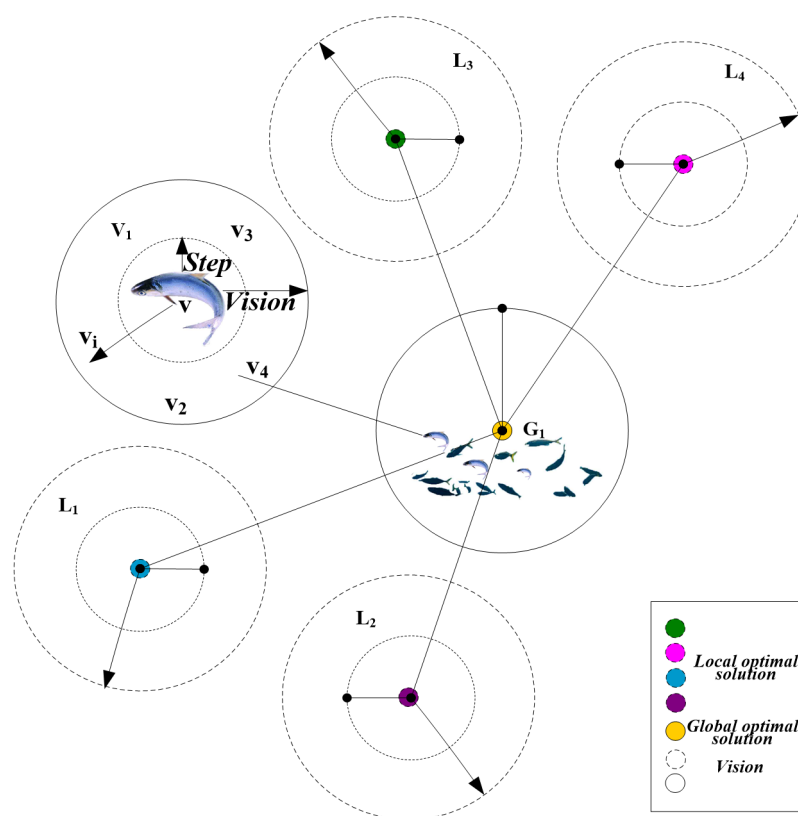 L3
L4
V1
V3
Step
Vision
V
Vi
V4
V2
G1
L1
L2
Local optimal
solution
Global optimal
solution
Vision